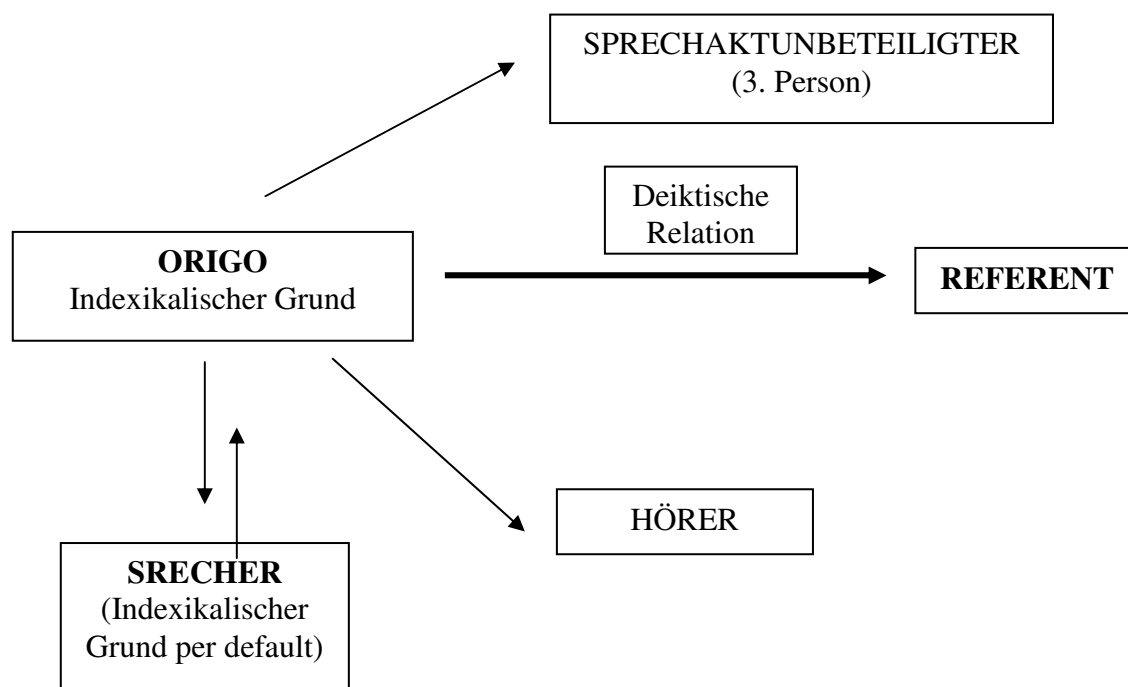 SPRECHAKTUNBETEILIGTER
(3. Person)
Deiktische
Relation
ORIGO
Indexikalischer Grund
REFERENT
HÖRER
SRECHER
(Indexikalischer
Grund per default)